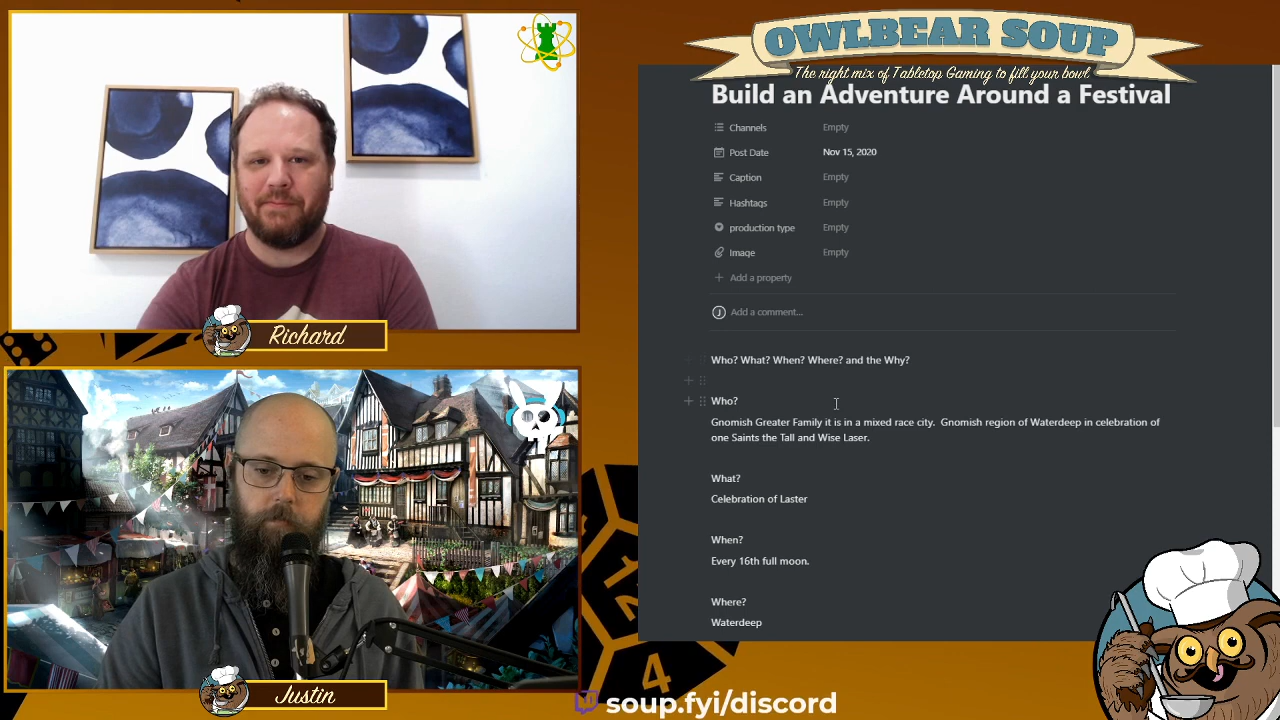 OWLBEAR SOUP
The right mix of Tabletop Gaming to fill your bowl
Build an Adventure Around a Festival
Channels Empty
Post Date Nov 15, 2020
Caption Empty
Hashtags Empty
production type Empty
Image Empty
Add a property
J Add a comment...
Who? What? When? Where? and the Why?
Who?
Gnomish Greater Family it is in a mixed race city. Gnomish region of Waterdeep in celebration of
one Saints the Tall and Wise Laser.
What?
Celebration of Laster
When?
Every 16th full moon.
Where?
Waterdeep
Richard
Justin
4
soup.fyi/discord